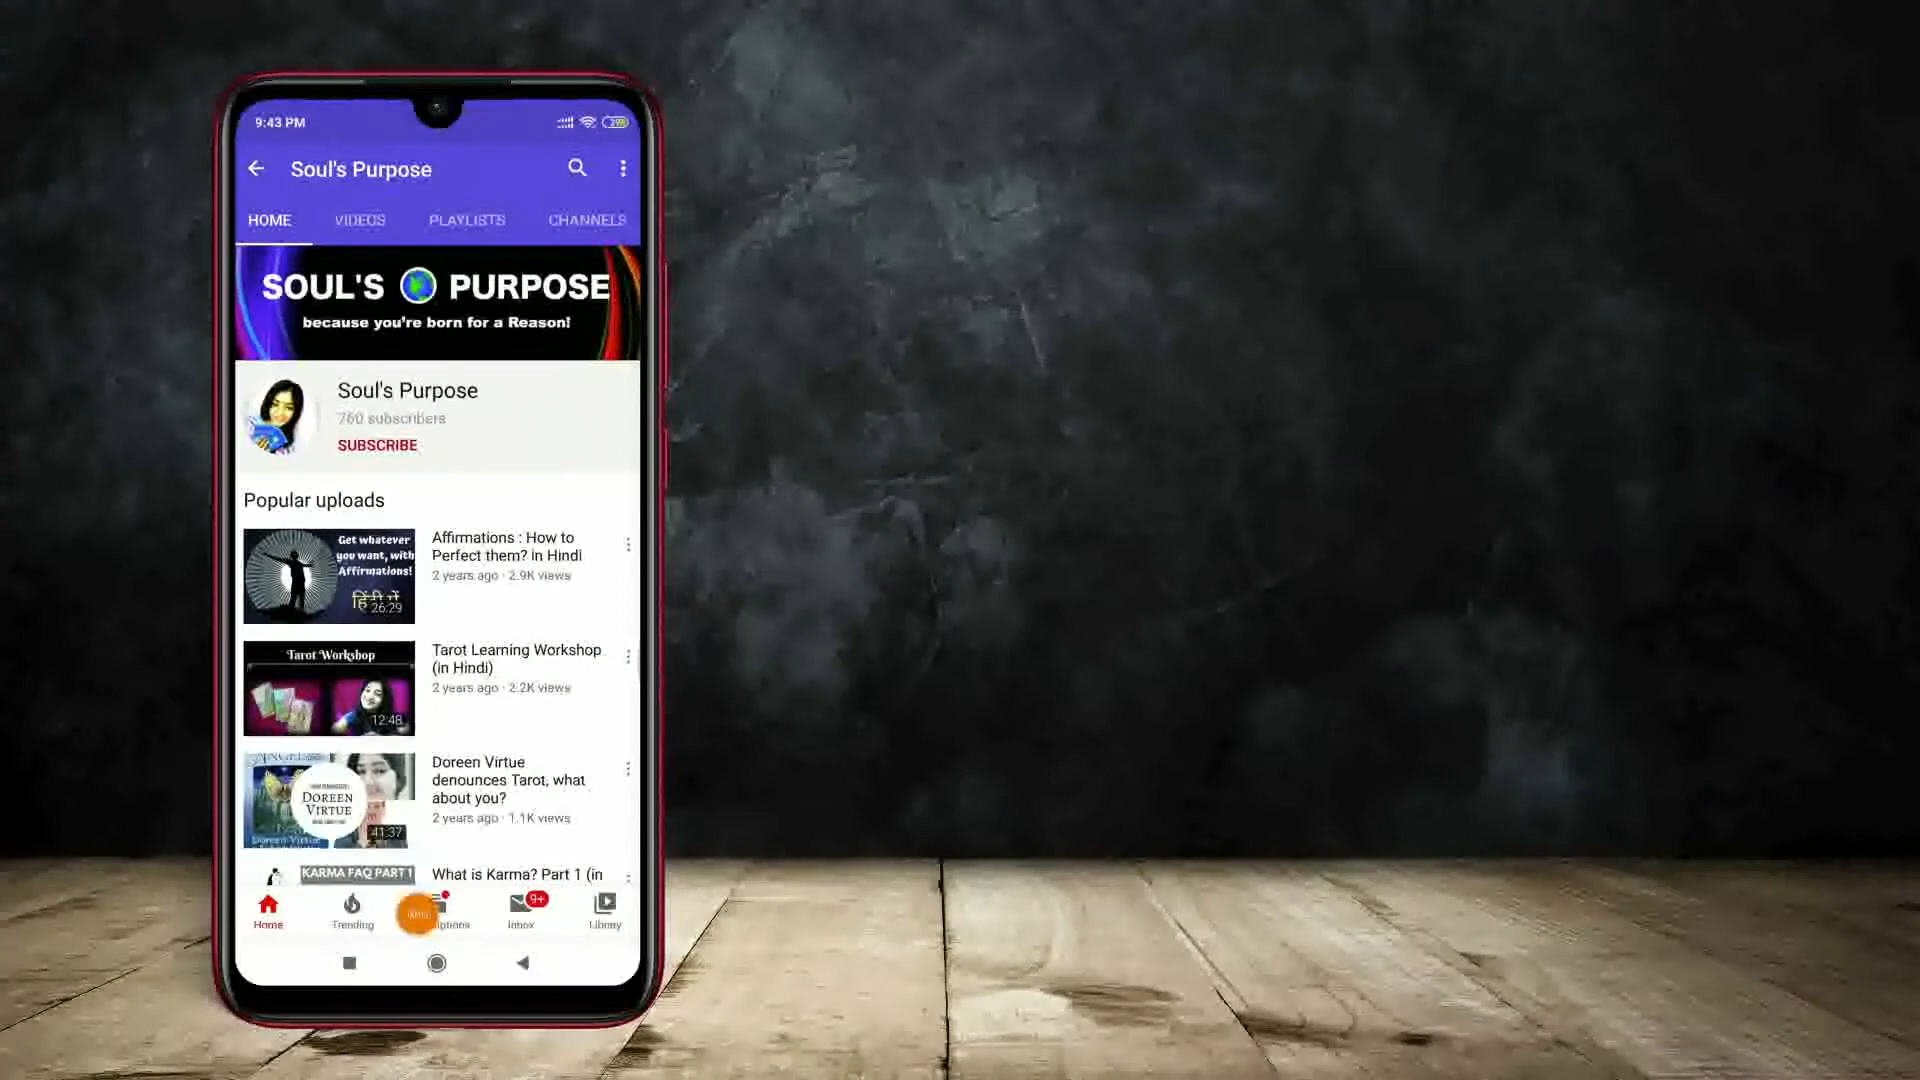 9:43 PM
Soul's Purpose
HOME VIDEOS PLAYLISTS CHANNELS
SOUL'S PURPOSE
because you're born for a Reason!
Soul's Purpose
760 subscribers
SUBSCRIBE
Popular uploads
Get whatever
you want, with
Affirmations!
हिंदी में
26:29
Affirmations : How to
Perfect them? in Hindi
2 years ago · 2.9K views
Tarot Workshop
12:48
Tarot Learning Workshop
(in Hindi)
2 years ago · 2.2K views
DOREEN
VIRTUE
41:37
Doreen Virtue
denounces Tarot, what
about you?
2 years ago · 1.1K views
KARMA FAQ PART 1
What is Karma? Part 1 (in
9+
Home Trending Inbox Library